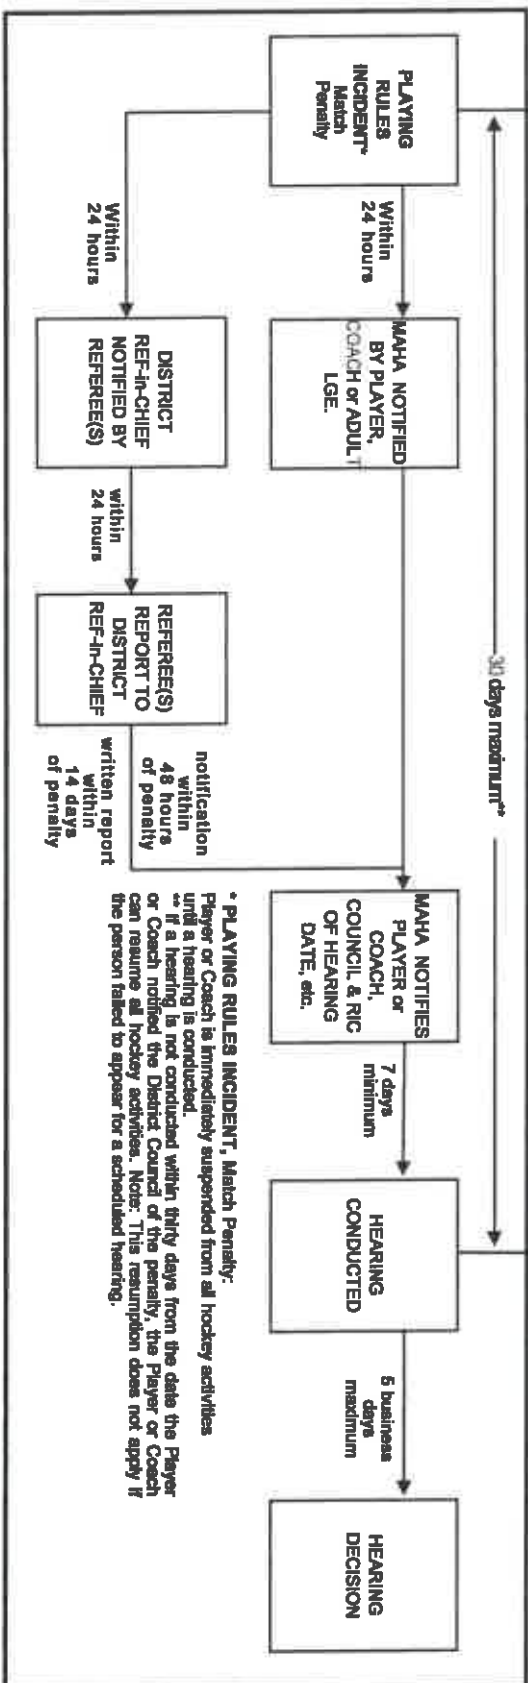 PLAYING
RULES
INCIDENT*
Match
Penalty
Within
24 hours
MAHA NOTIFIED
BY PLAYER,
COACH or ADULT
LGE.
30 days maximum**
Within
24 hours
DISTRICT
REF-in-CHIEF
NOTIFIED BY
REFEREE(S)
within
24 hours
REFEREE(S)
REPORT TO
DISTRICT
REF-in-CHIEF
notification
within
48 hours
of penalty
written report
within
14 days
of penalty
MAHA NOTIFIES
PLAYER or
COACH,
COUNCIL & RIC
OF HEARING
DATE, etc.
7 days
minimum
HEARING
CONDUCTED
5 business
days
maximum
HEARING
DECISION
* PLAYING RULES INCIDENT, Match Penalty:
Player or Coach is immediately suspended from all hockey activities
until a hearing is conducted.
** If a hearing is not conducted within thirty days from the date the Player
or Coach notified the District Council of the penalty, the Player or Coach
can resume all hockey activities. Note: This resumption does not apply if
the person failed to appear for a scheduled hearing.